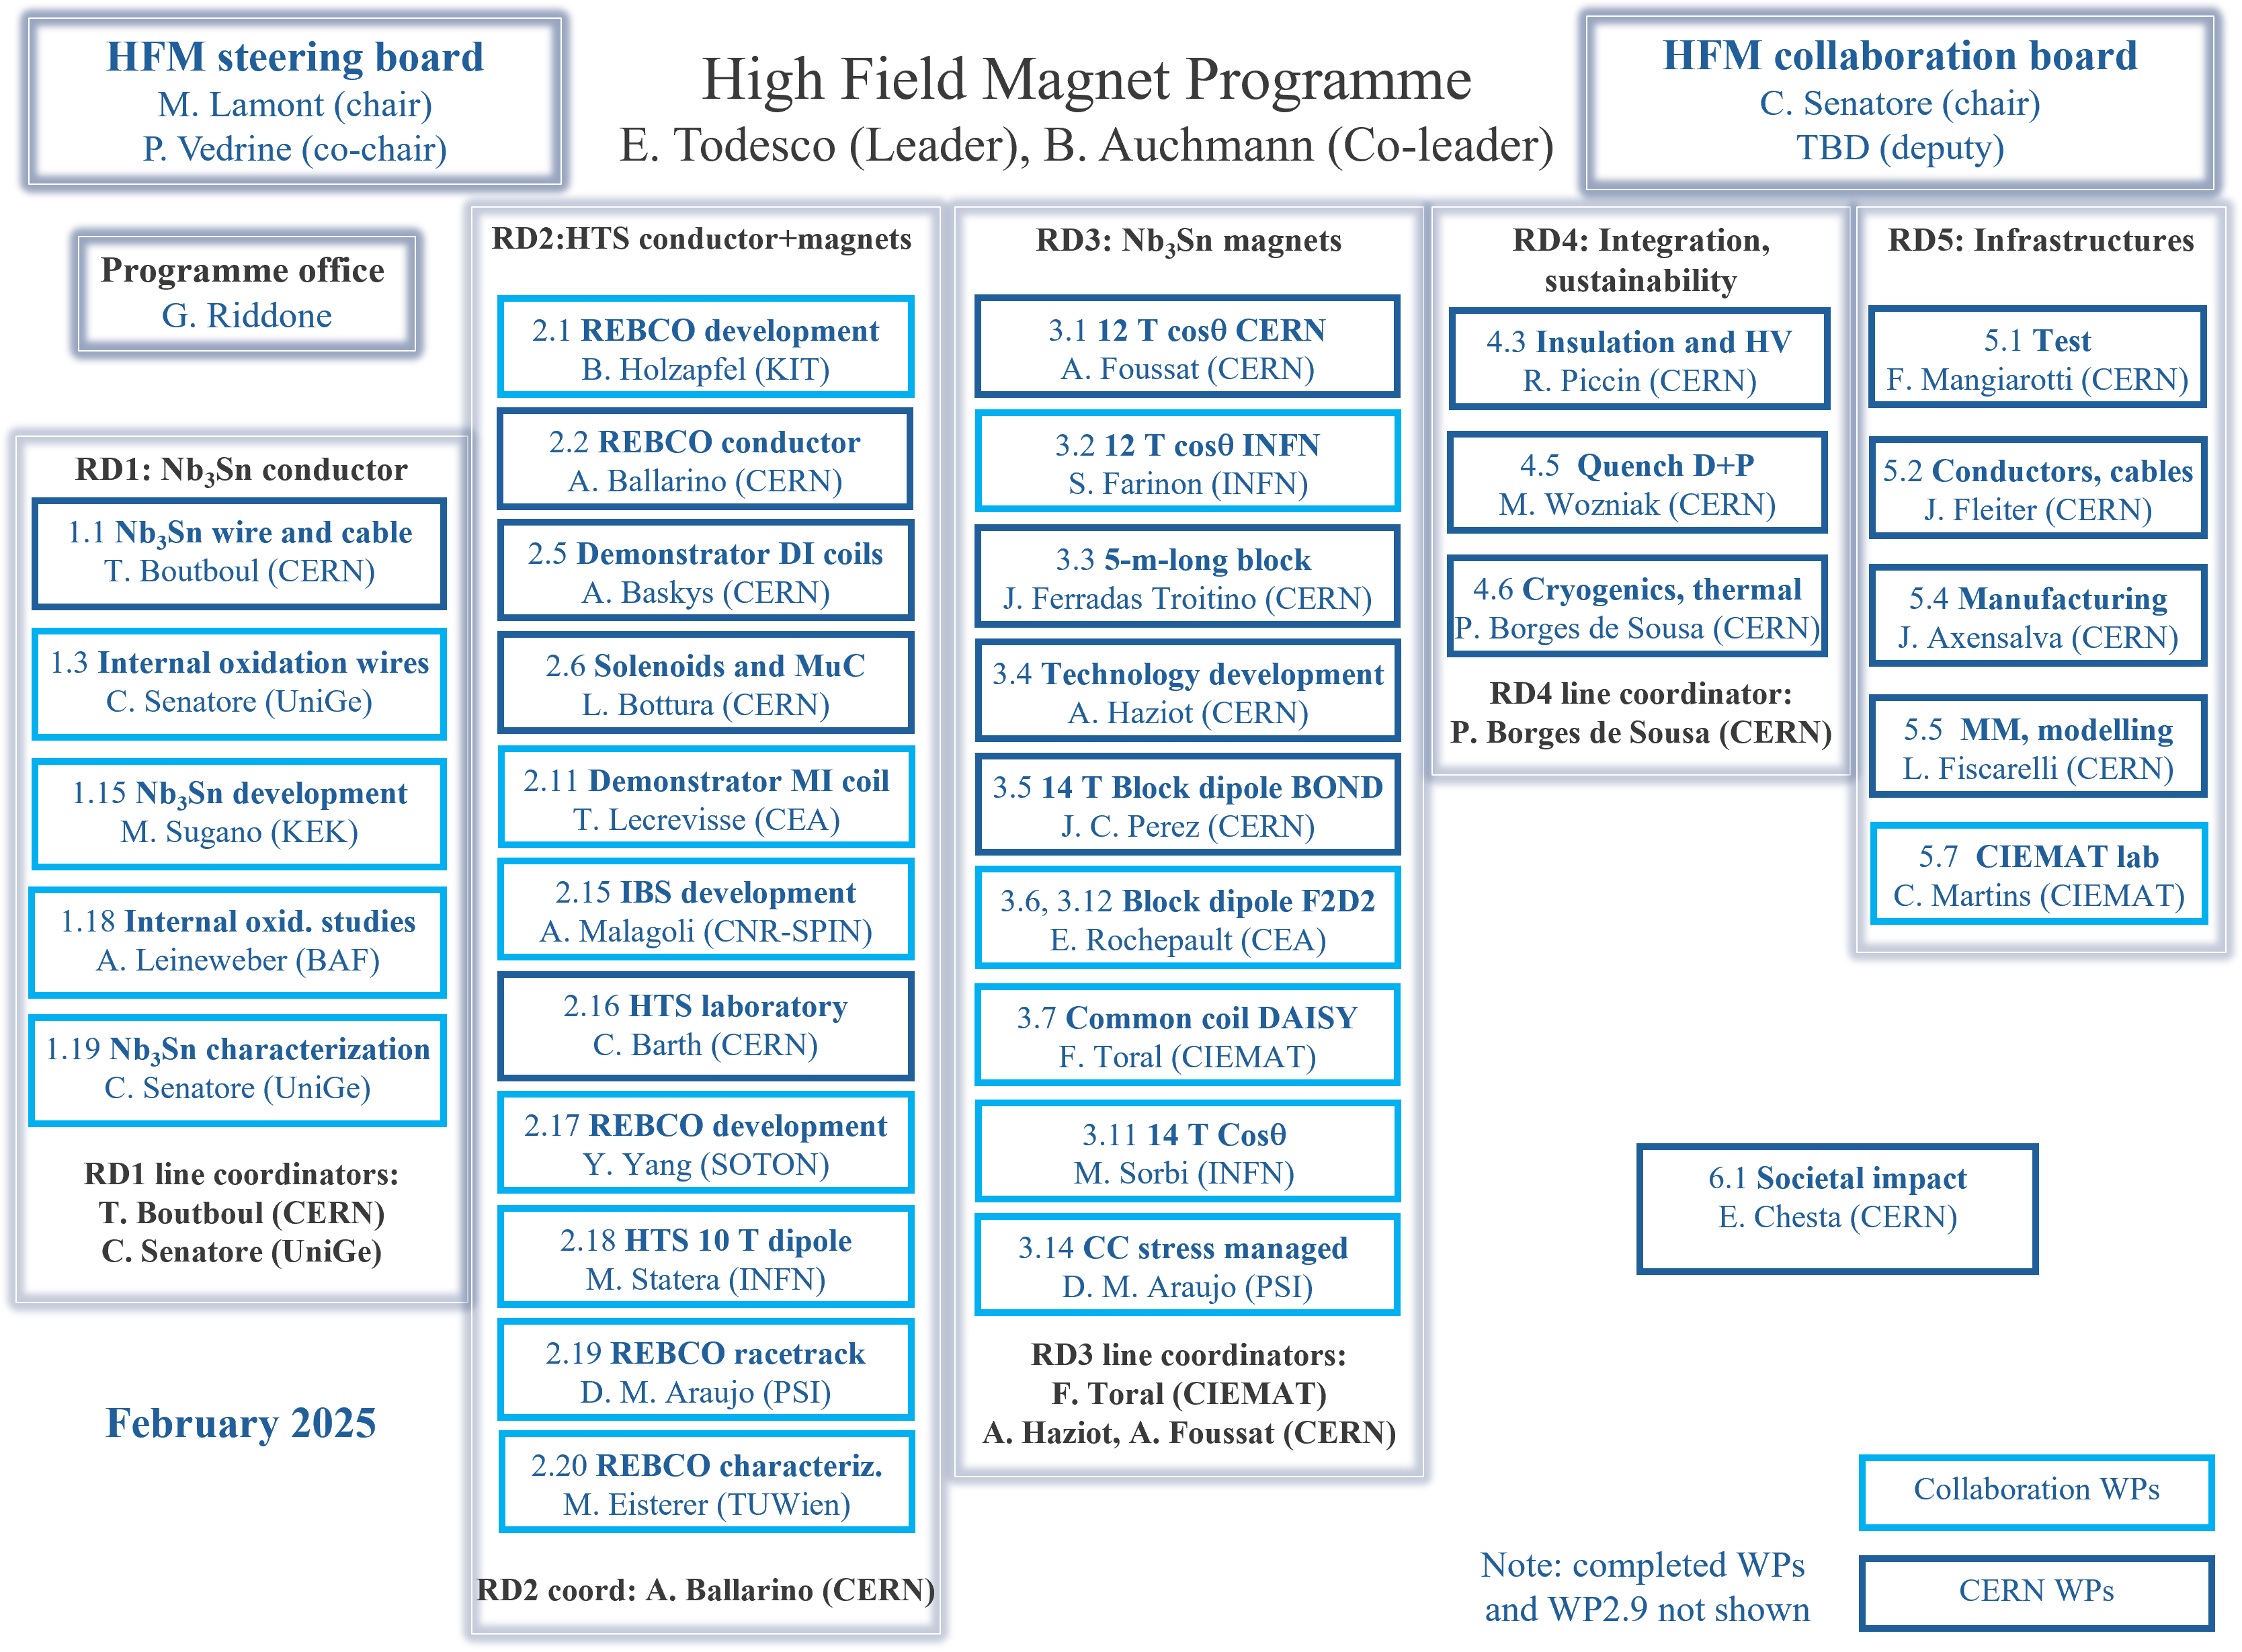 HFM steering board
M. Lamont (chair)
P. Vedrine (co-chair)
High Field Magnet Programme
E. Todesco (Leader), B. Auchmann (Co-leader)
HFM collaboration board
C. Senatore (chair)
TBD (deputy)
Programme office
G. Riddone
RD1: Nb₃Sn conductor
1.1 Nb₃Sn wire and cable
T. Boutboul (CERN)
1.3 Internal oxidation wires
C. Senatore (UniGe)
1.15 Nb₃Sn development
M. Sugano (KEK)
1.18 Internal oxid. studies
A. Leineweber (BAF)
1.19 Nb₃Sn characterization
C. Senatore (UniGe)
RD1 line coordinators:
T. Boutboul (CERN)
C. Senatore (UniGe)
February 2025
RD2:HTS conductor+magnets
2.1 REBCO development
B. Holzapfel (KIT)
2.2 REBCO conductor
A. Ballarino (CERN)
2.5 Demonstrator DI coils
A. Baskys (CERN)
2.6 Solenoids and MuC
L. Bottura (CERN)
2.11 Demonstrator MI coil
T. Lecrevisse (CEA)
2.15 IBS development
A. Malagoli (CNR-SPIN)
2.16 HTS laboratory
C. Barth (CERN)
2.17 REBCO development
Y. Yang (SOTON)
2.18 HTS 10 T dipole
M. Statera (INFN)
2.19 REBCO racetrack
D. M. Araujo (PSI)
2.20 REBCO characteriz.
M. Eisterer (TUWien)
RD2 coord: A. Ballarino (CERN)
RD3: Nb₃Sn magnets
3.1 12 T cosθ CERN
A. Foussat (CERN)
3.2 12 T cosθ INFN
S. Farinon (INFN)
3.3 5-m-long block
J. Ferradas Troitino (CERN)
3.4 Technology development
A. Haziot (CERN)
3.5 14 T Block dipole BOND
J. C. Perez (CERN)
3.6, 3.12 Block dipole F2D2
E. Rochepault (CEA)
3.7 Common coil DAISY
F. Toral (CIEMAT)
3.11 14 T Cosθ
M. Sorbi (INFN)
3.14 CC stress managed
D. M. Araujo (PSI)
RD3 line coordinators:
F. Toral (CIEMAT)
A. Haziot, A. Foussat (CERN)
RD4: Integration,
sustainability
4.3 Insulation and HV
R. Piccin (CERN)
4.5 Quench D+P
M. Wozniak (CERN)
4.6 Cryogenics, thermal
P. Borges de Sousa (CERN)
RD4 line coordinator:
P. Borges de Sousa (CERN)
RD5: Infrastructures
5.1 Test
F. Mangiarotti (CERN)
5.2 Conductors, cables
J. Fleiter (CERN)
5.4 Manufacturing
J. Axensalva (CERN)
5.5 MM, modelling
L. Fiscarelli (CERN)
5.7 CIEMAT lab
C. Martins (CIEMAT)
6.1 Societal impact
E. Chesta (CERN)
Collaboration WPs
CERN WPs
Note: completed WPs
and WP2.9 not shown